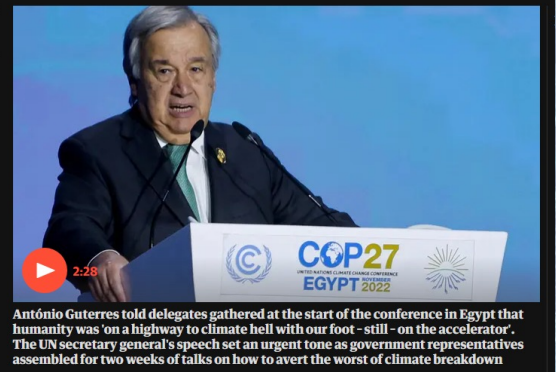 COP27
UNITED NATIONS CLIMATE CHANGE CONFERENCE
EGYPT NOVEMBER 2022
2:28
António Guterres told delegates gathered at the start of the conference in Egypt that
humanity was 'on a highway to climate hell with our foot – still – on the accelerator'.
The UN secretary general's speech set an urgent tone as government representatives
assembled for two weeks of talks on how to avert the worst of climate breakdown